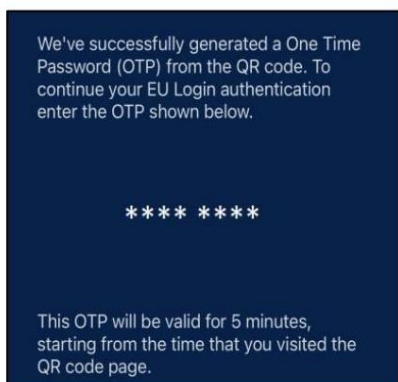 We've successfully generated a One Time
Password (OTP) from the QR code. To
continue your EU Login authentication
enter the OTP shown below.
**** ****
This OTP will be valid for 5 minutes,
starting from the time that you visited the
QR code page.